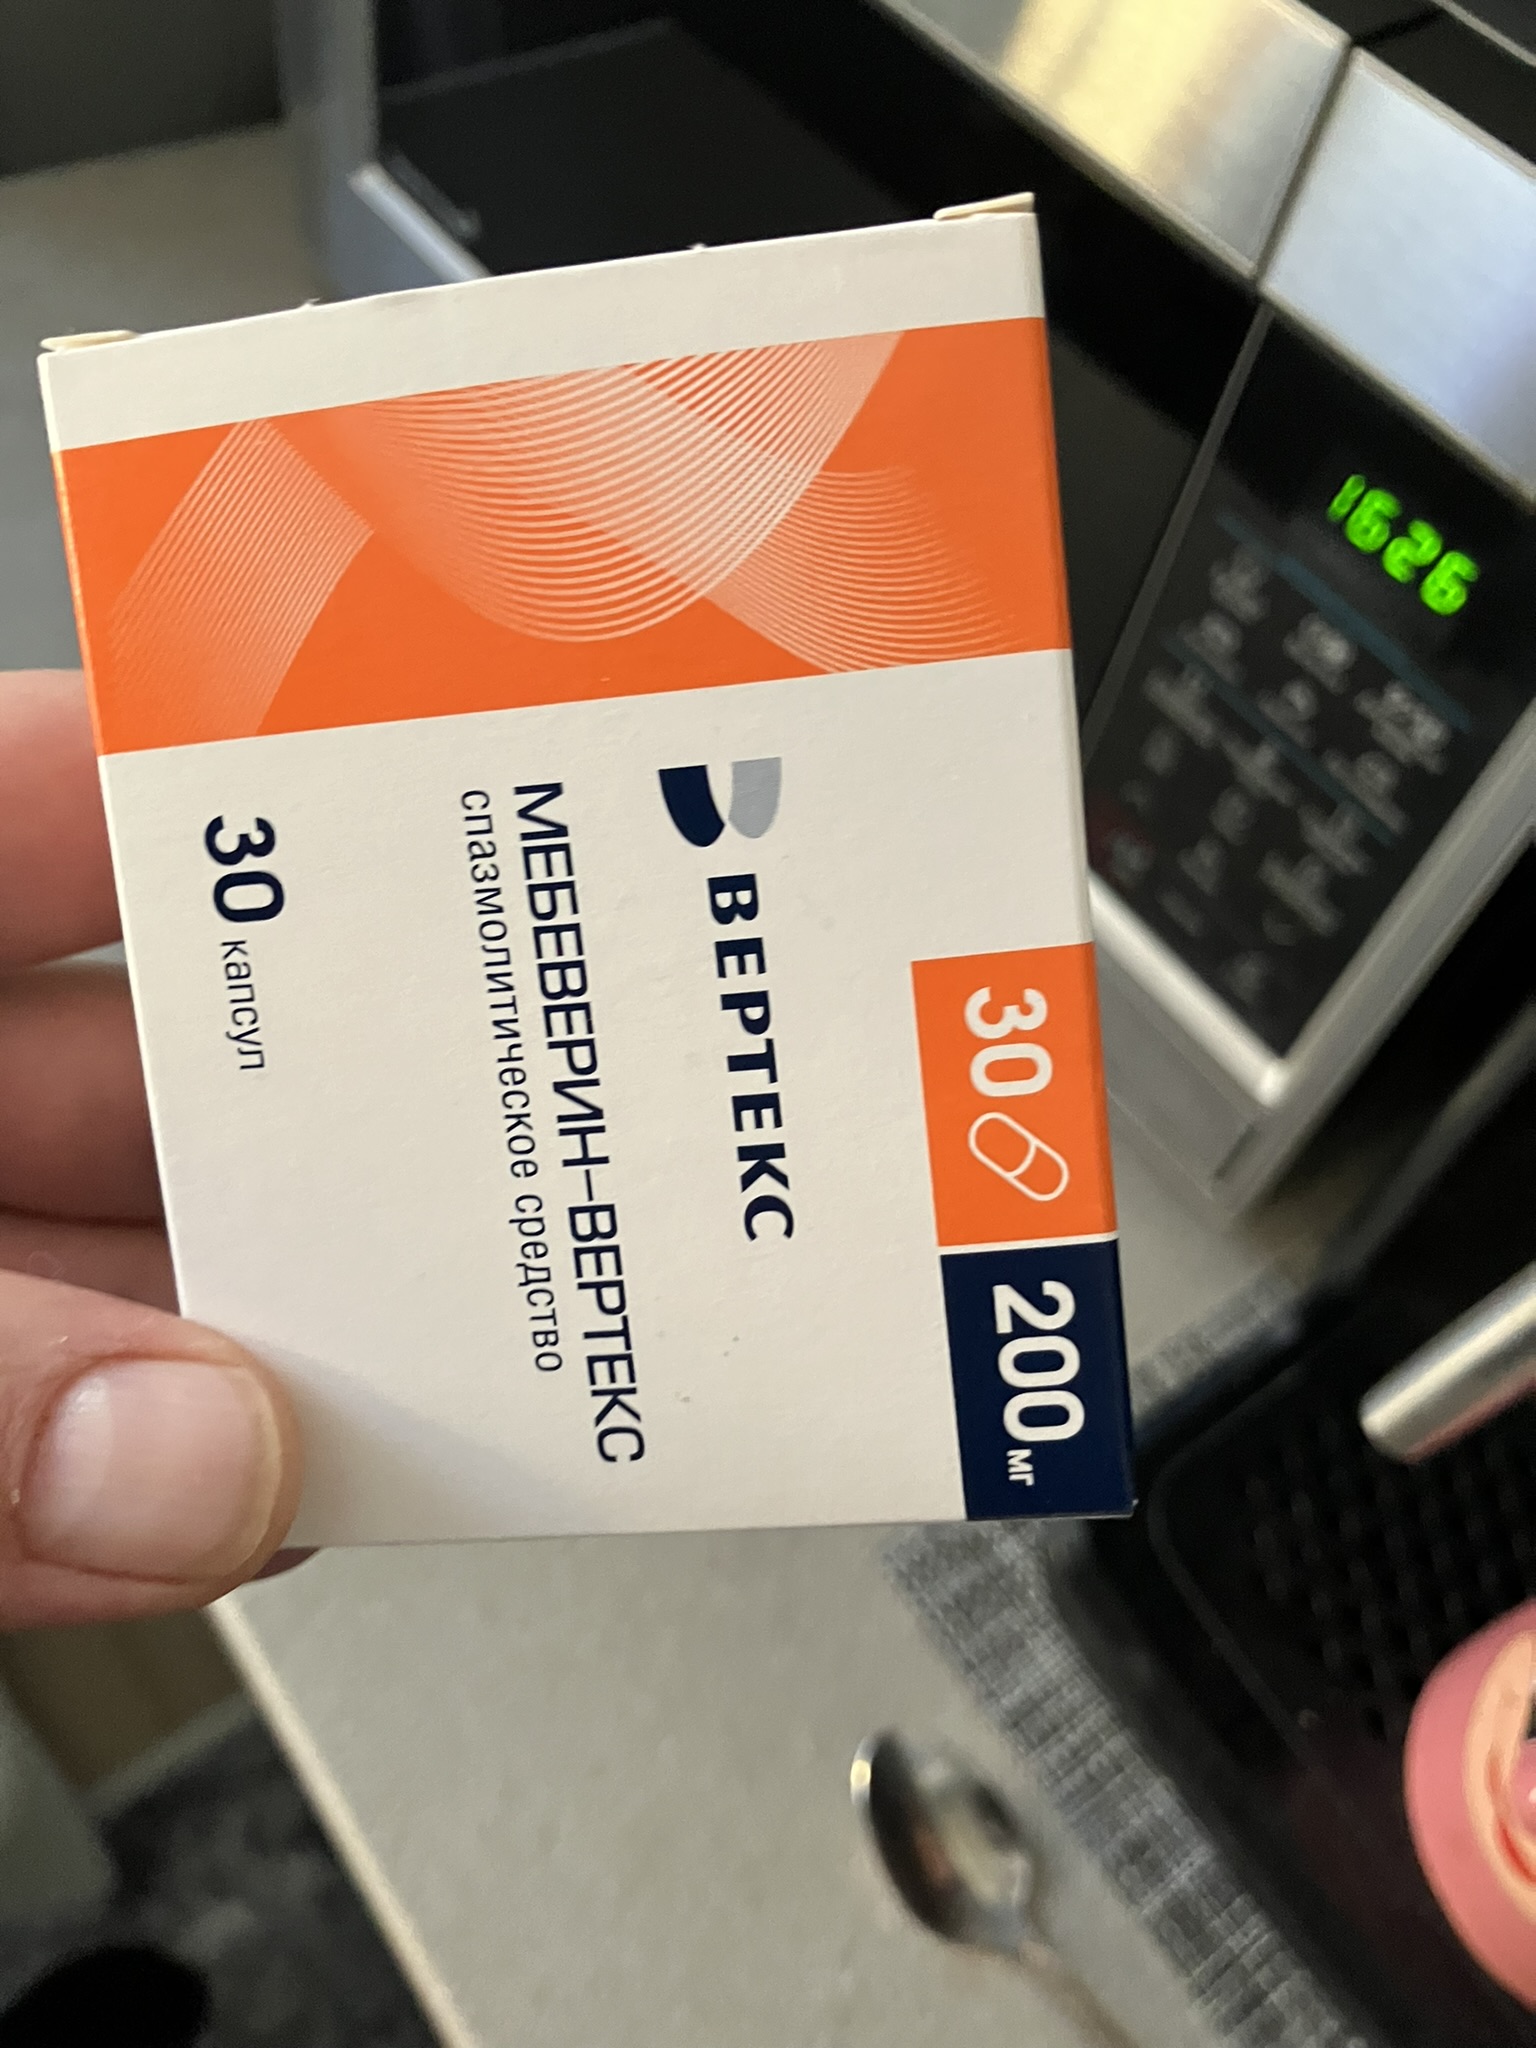 30
200 мг
ВЕРТЕКС
МЕБЕВЕРИН-ВЕРТЕКС
спазмолитическое средство
30 капсул
1626